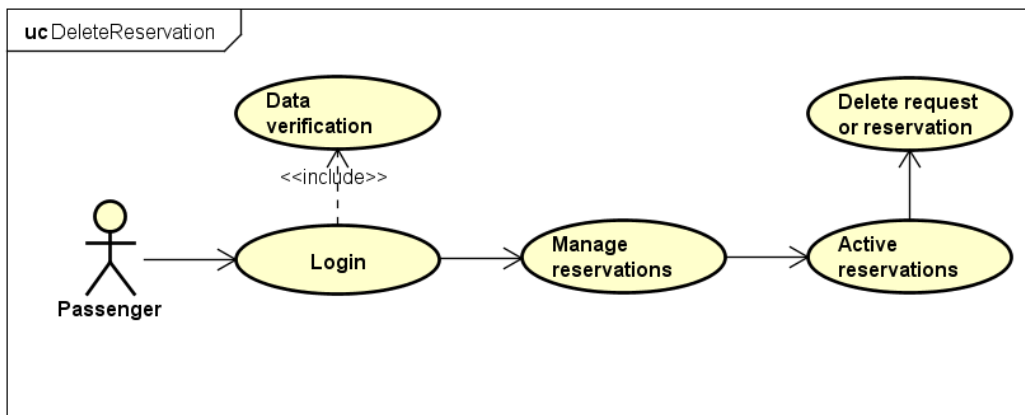 uc DeleteReservation
Data
verification
Delete request
or reservation
<<include>>
Login
Manage
reservations
Active
reservations
Passenger